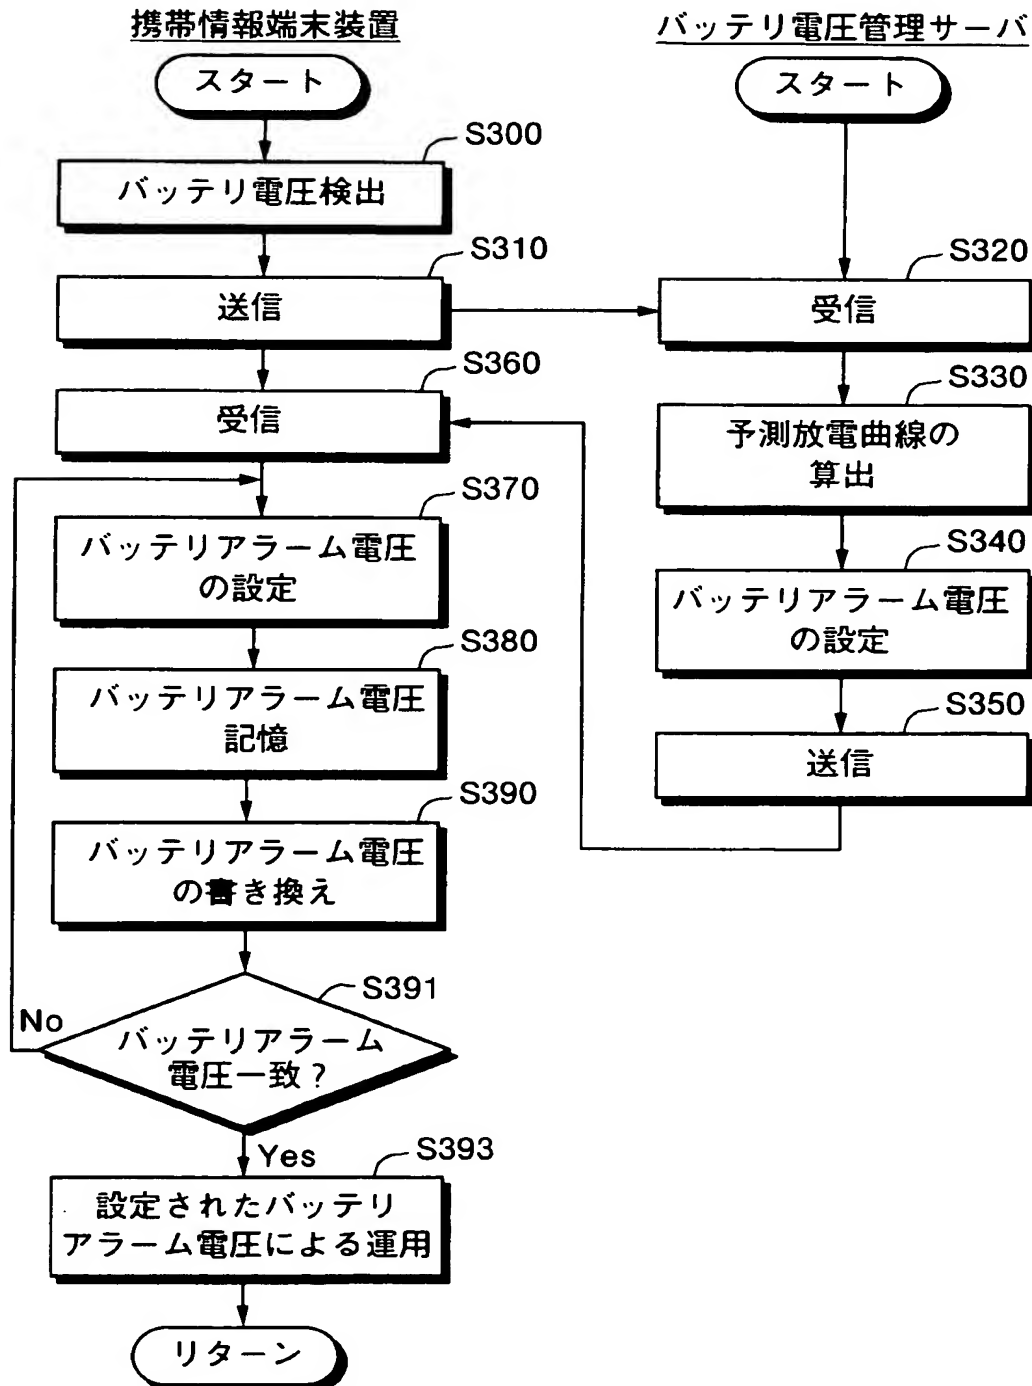 携帯情報端末装置
スタート
S300
バッテリ電圧検出
S310
送信
S360
受信
S370
バッテリアラーム電圧
の設定
S380
バッテリアラーム電圧
記憶
S390
バッテリアラーム電圧
の書き換え
S391
No
バッテリアラーム
電圧一致?
Yes
S393
設定されたバッテリ
アラーム電圧による運用
リターン
バッテリ電圧管理サーバ
スタート
S320
受信
S330
予測放電曲線の
算出
S340
バッテリアラーム電圧
の設定
S350
送信